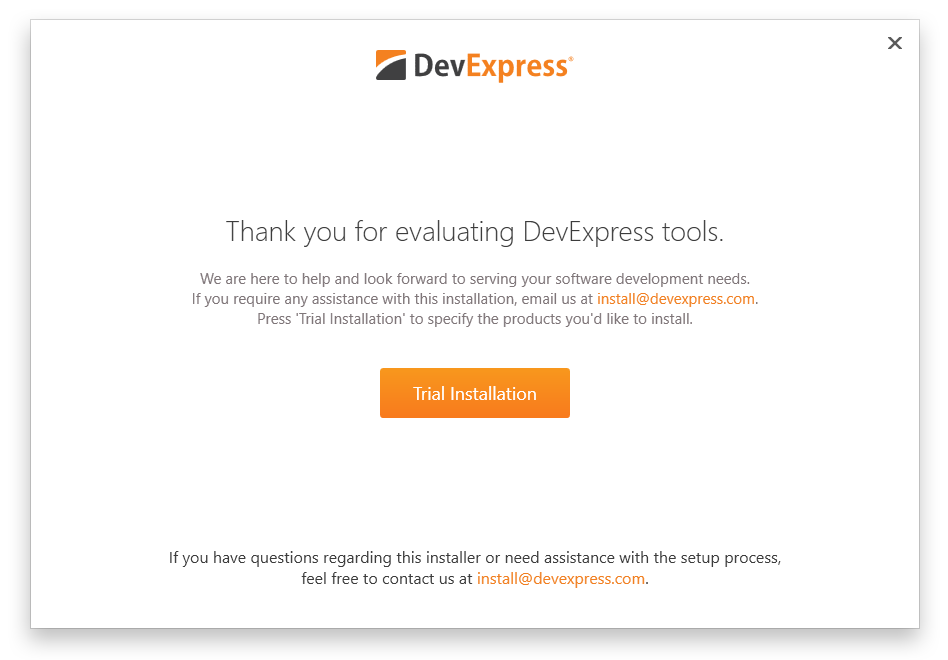 DevExpress®
Thank you for evaluating DevExpress tools.
We are here to help and look forward to serving your software development needs.
If you require any assistance with this installation, email us at install@devexpress.com.
Press 'Trial Installation' to specify the products you'd like to install.
Trial Installation
If you have questions regarding this installer or need assistance with the setup process,
feel free to contact us at install@devexpress.com.